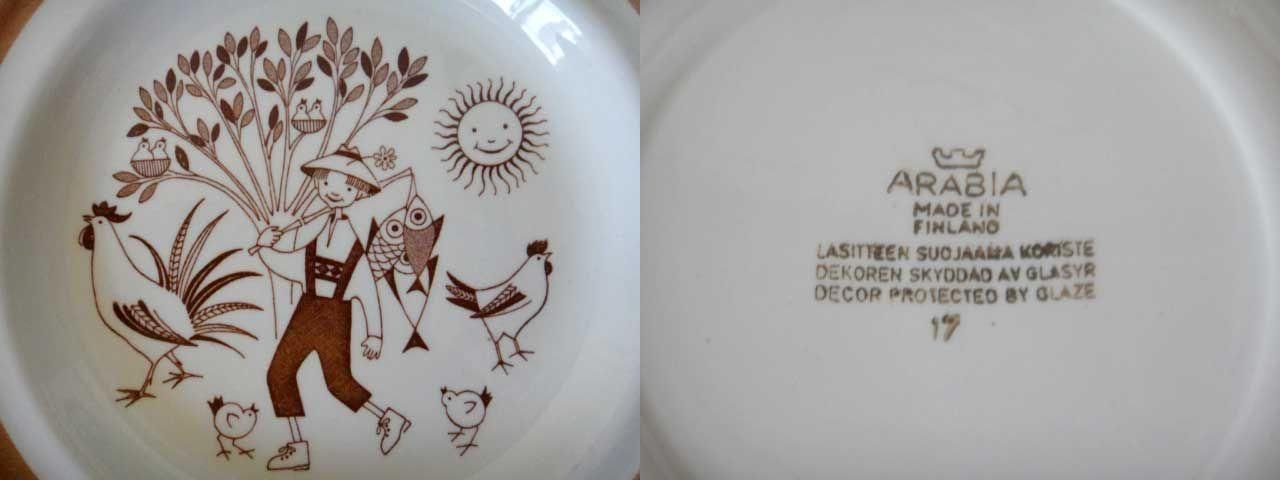 ARABIA
MADE IN
FINLAND
LASITTEEN SUOJAAMA KORISTE
DEKOREN SKYDDAD AV GLASYR
DECOR PROTECTED BY GLAZE
17